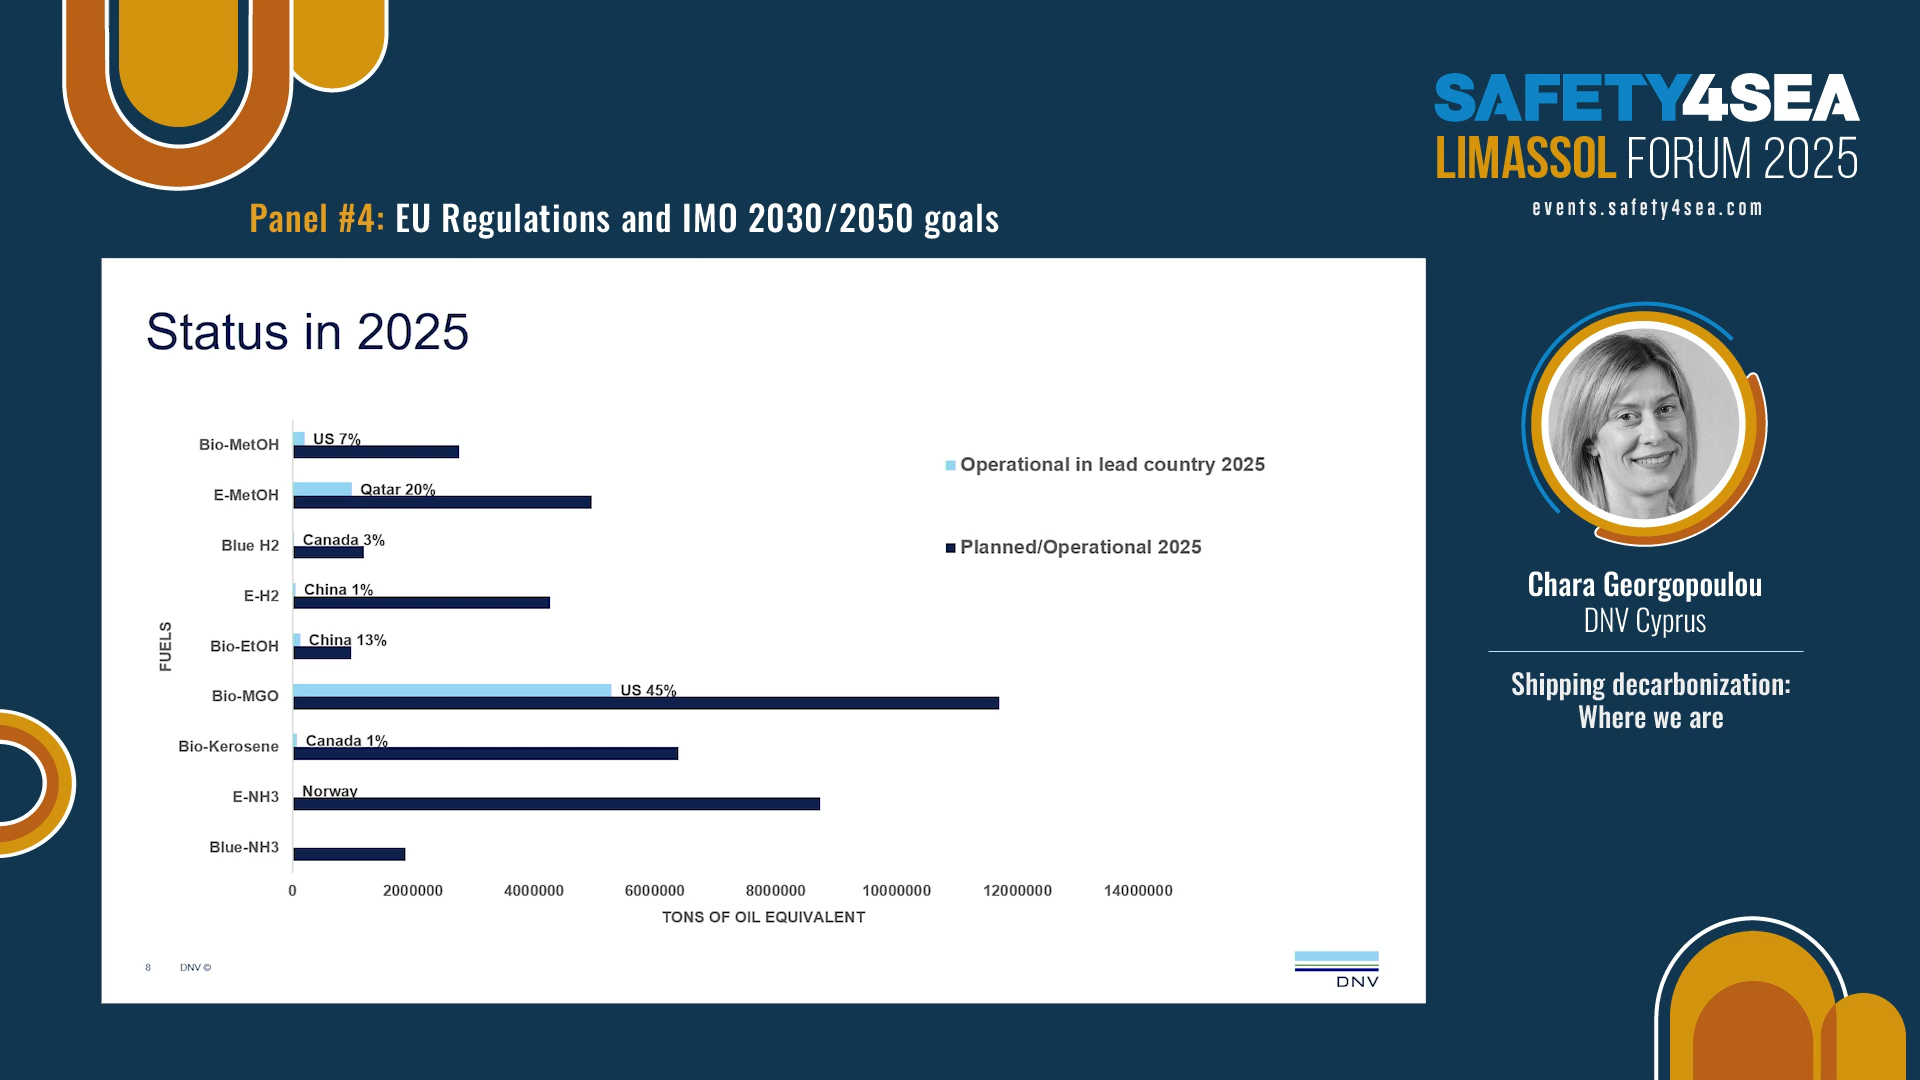 SAFETY4SEA
LIMASSOL FORUM 2025
events.safety4sea.com
Panel #4: EU Regulations and IMO 2030/2050 goals
Status in 2025
FUELS
Bio-MetOH
US 7%
E-MetOH
Qatar 20%
Blue H2
Canada 3%
E-H2
China 1%
Bio-EtOH
China 13%
Bio-MGO
US 45%
Bio-Kerosene
Canada 1%
E-NH3
Norway
Blue-NH3
0 2000000 4000000 6000000 8000000 10000000 12000000 14000000
TONS OF OIL EQUIVALENT
Operational in lead country 2025
Planned/Operational 2025
8 DNV ©
DNV
Chara Georgopoulou
DNV Cyprus
Shipping decarbonization:
Where we are